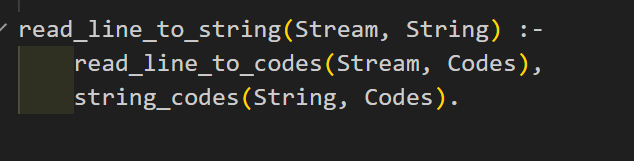 read_line_to_string(Stream, String) :-
    read_line_to_codes(Stream, Codes),
    string_codes(String, Codes).